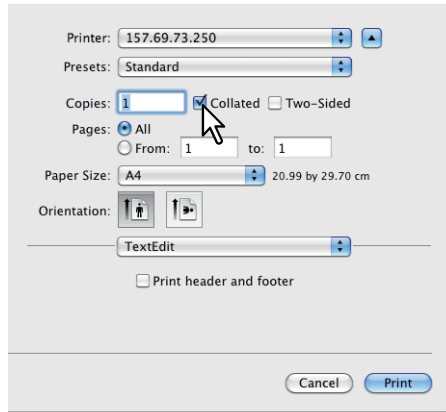 Printer: 157.69.73.250
Presets: Standard
Copies: 1 Collated Two-Sided
Pages: All
From: 1 to: 1
Paper Size: A4 20.99 by 29.70 cm
Orientation:
TextEdit
Print header and footer
Cancel Print